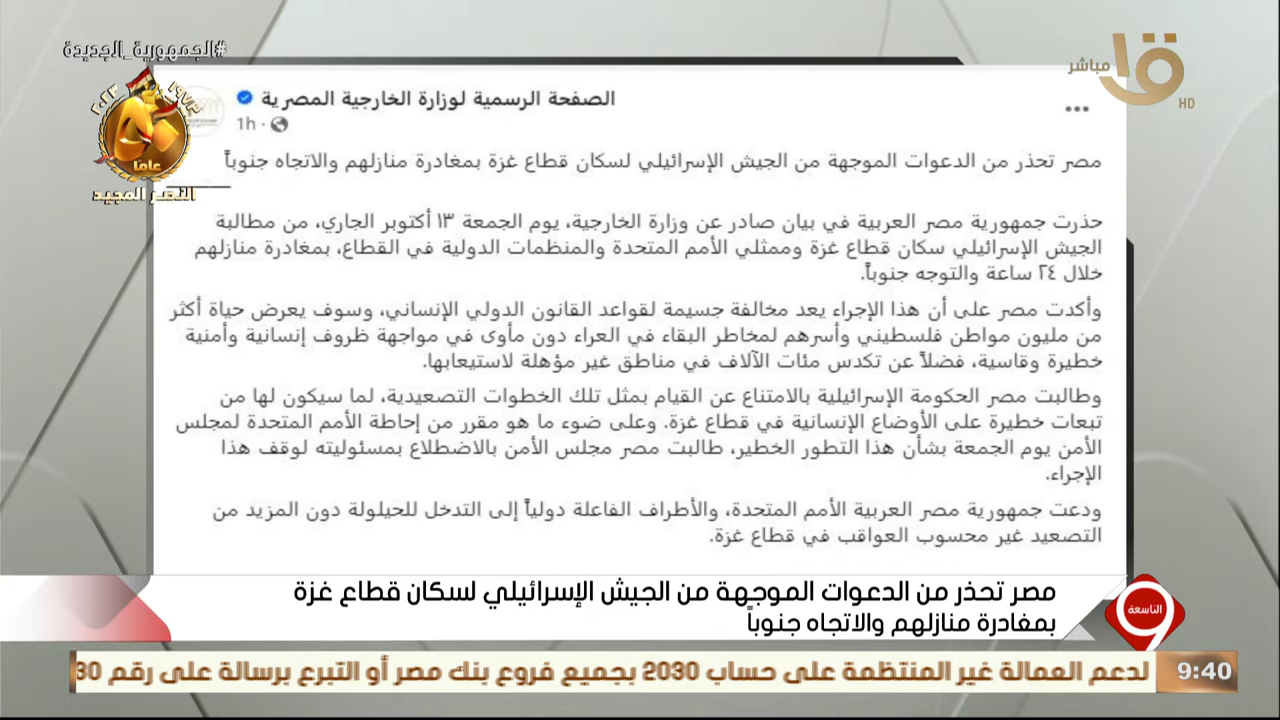 #الجمهورية_الجديدة
مباشر
HD
١٩٧٣
٢٠٢٣
عامًا
النصر المجيد
الصفحة الرسمية لوزارة الخارجية المصرية
1h ·
مصر تحذر من الدعوات الموجهة من الجيش الإسرائيلي لسكان قطاع غزة بمغادرة منازلهم والاتجاه جنوباً
حذرت جمهورية مصر العربية في بيان صادر عن وزارة الخارجية، يوم الجمعة ١٣ أكتوبر الجاري، من مطالبة
الجيش الإسرائيلي سكان قطاع غزة وممثلي الأمم المتحدة والمنظمات الدولية في القطاع، بمغادرة منازلهم
خلال ٢٤ ساعة والتوجه جنوباً.
وأكدت مصر على أن هذا الإجراء يعد مخالفة جسيمة لقواعد القانون الدولي الإنساني، وسوف يعرض حياة أكثر
من مليون مواطن فلسطيني وأسرهم لمخاطر البقاء في العراء دون مأوى في مواجهة ظروف إنسانية وأمنية
خطيرة وقاسية، فضلاً عن تكدس مئات الآلاف في مناطق غير مؤهلة لاستيعابها.
وطالبت مصر الحكومة الإسرائيلية بالامتناع عن القيام بمثل تلك الخطوات التصعيدية، لما سيكون لها من
تبعات خطيرة على الأوضاع الإنسانية في قطاع غزة. وعلى ضوء ما هو مقرر من إحاطة الأمم المتحدة لمجلس
الأمن يوم الجمعة بشأن هذا التطور الخطير، طالبت مصر مجلس الأمن بالاضطلاع بمسئوليته لوقف هذا
الإجراء.
ودعت جمهورية مصر العربية الأمم المتحدة، والأطراف الفاعلة دولياً إلى التدخل للحيلولة دون المزيد من
التصعيد غير محسوب العواقب في قطاع غزة.
مصر تحذر من الدعوات الموجهة من الجيش الإسرائيلي لسكان قطاع غزة
بمغادرة منازلهم والاتجاه جنوباً
التاسعة
9:40
لدعم العمالة غير المنتظمة على حساب 2030 بجميع فروع بنك مصر أو التبرع برسالة على رقم 30